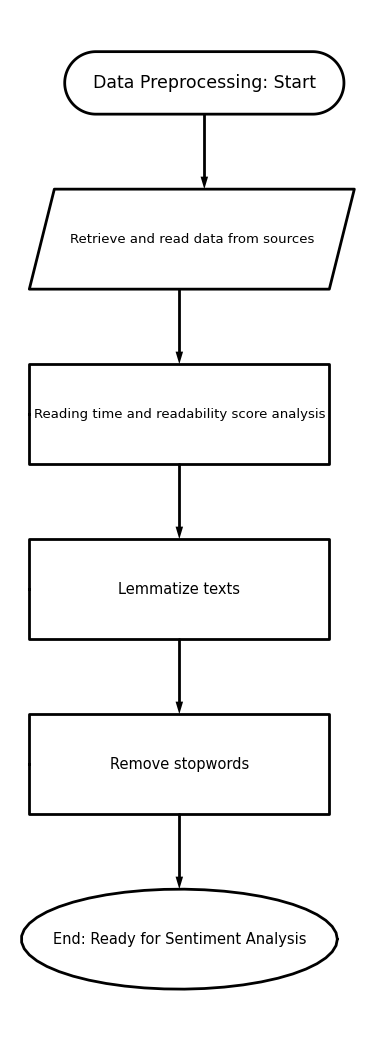 Data Preprocessing: Start
Retrieve and read data from sources
Reading time and readability score analysis
Lemmatize texts
Remove stopwords
End: Ready for Sentiment Analysis